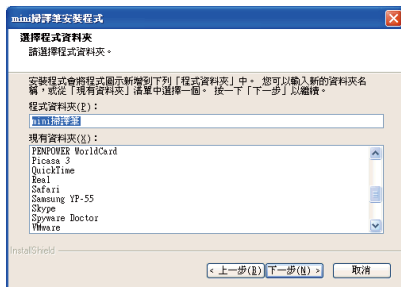 mini掃譯筆安裝程式
選擇程式資料夾
請選擇程式資料夾。
安裝程式會將程式圖示新增到下列「程式資料夾」中。 您可以輸入新的資料夾名
稱，或從「現有資料夾」清單中選擇一個。 按一下「下一步」以繼續。
程式資料夾(P)：
mini掃譯筆
現有資料夾(X)：
PENPOWER WorldCard
Picasa 3
QuickTime
Real
Safari
Samsung YP-55
Skype
Spyware Doctor
VMware
InstallShield
< 上一步(B) 下一步(N) > 取消